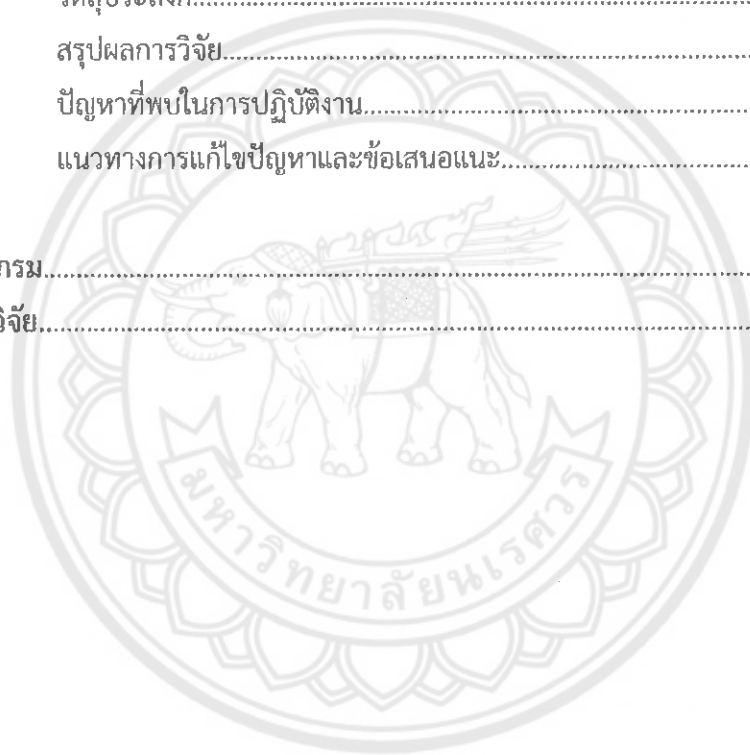 สรุปผลการวิจัย
ปัญหาที่พบในการปฏิบัติงาน
แนวทางการแก้ไขปัญหาและข้อเสนอแนะ
กรม
วิจัย
มหาวิทยาลัยนเรศวร